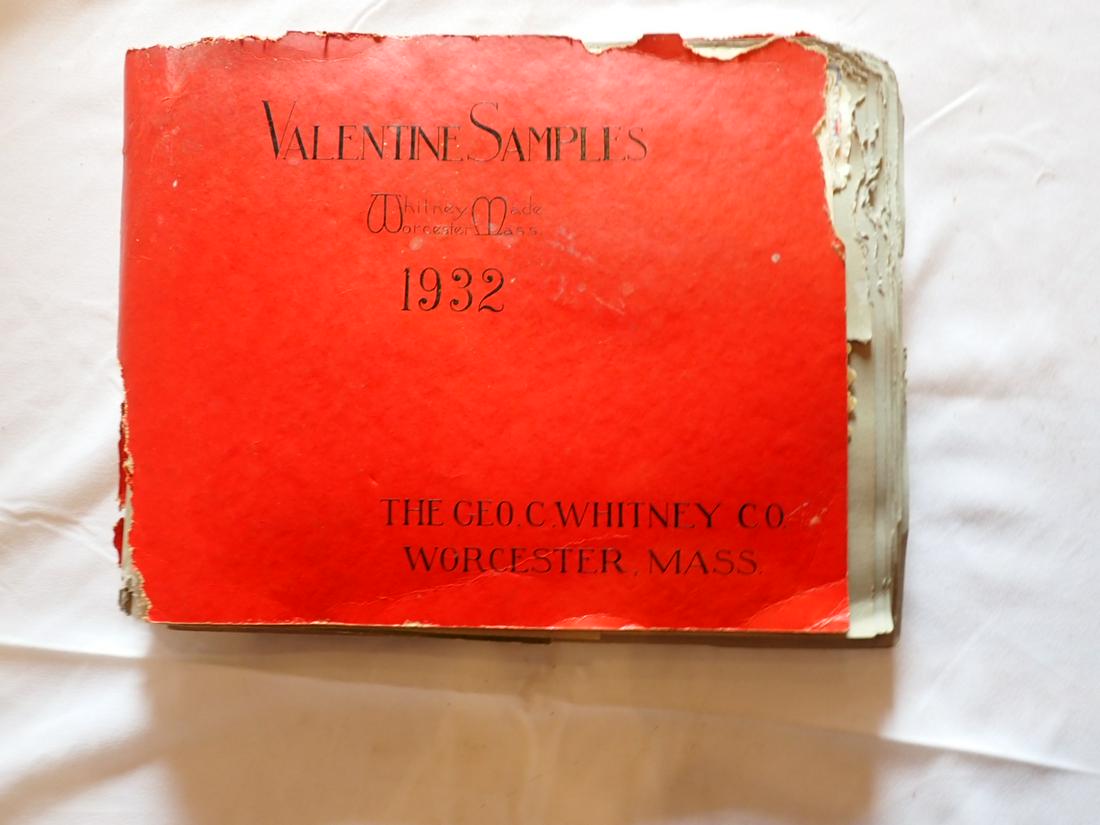 VALENTINE SAMPLES
Whitney Made
Worcester Mass.
1932
THE GEO. C. WHITNEY CO.
WORCESTER, MASS.